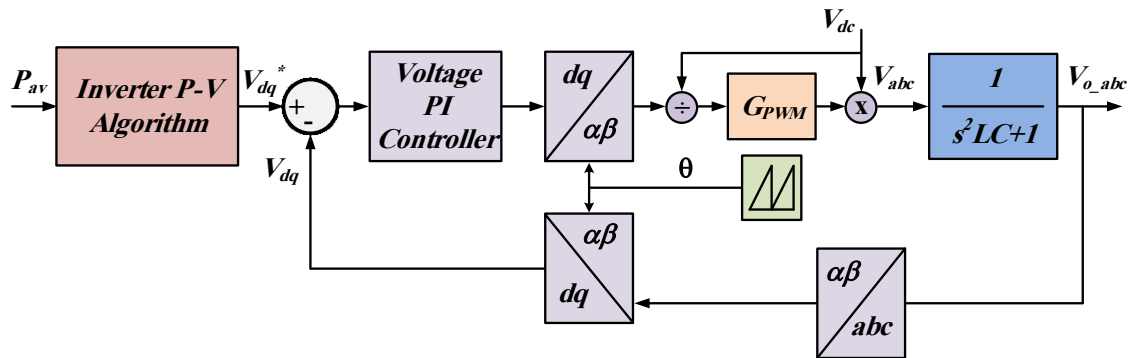 V_dc
P_av
Inverter P-V
Algorithm
V_dq*
+
-
Voltage
PI
Controller
dq
αβ
÷
G_PWM
x
V_abc
1
s²LC+1
V_o_abc
V_dq
θ
αβ
dq
αβ
abc